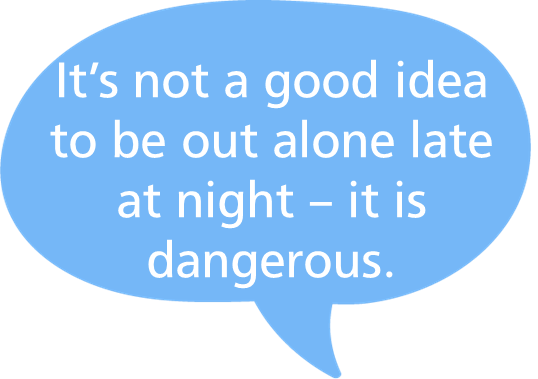 It’s not a good idea
to be out alone late
at night – it is
dangerous.